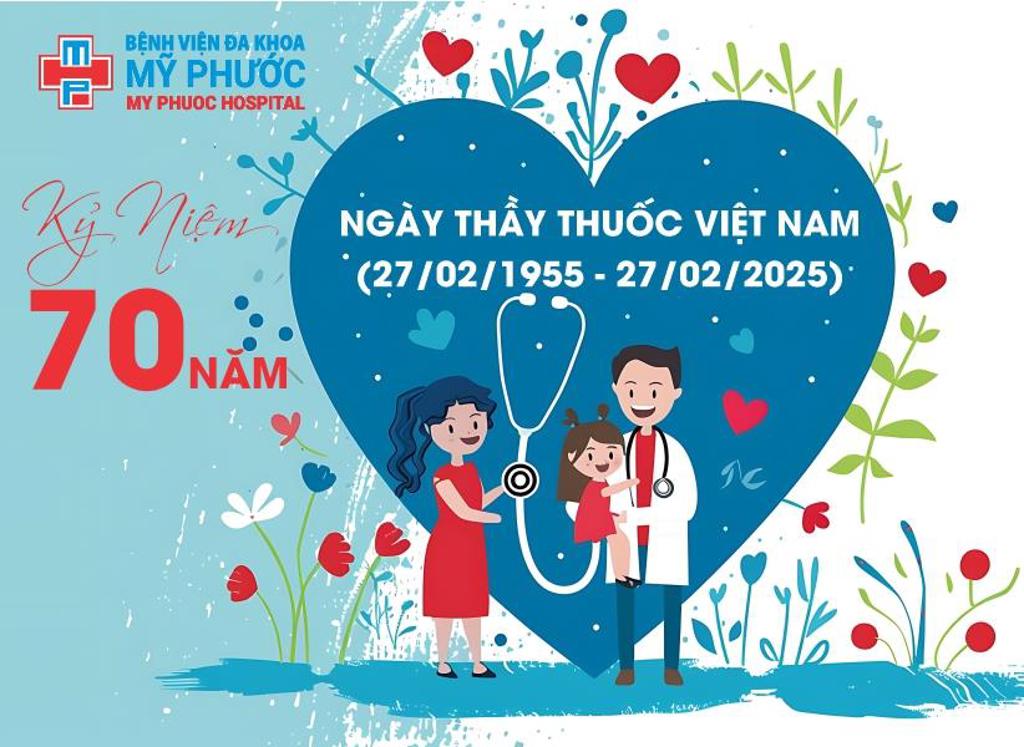 BỆNH VIỆN ĐA KHOA
MỸ PHƯỚC
MY PHUOC HOSPITAL
Kỷ Niệm
70 NĂM
NGÀY THẦY THUỐC VIỆT NAM
(27/02/1955 - 27/02/2025)